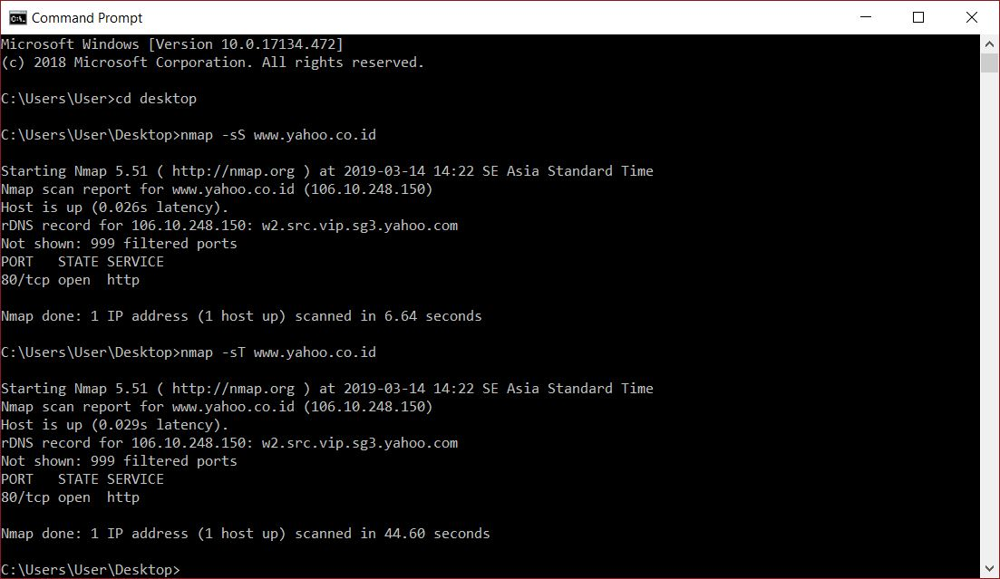 Command Prompt
Microsoft Windows [Version 10.0.17134.472]
(c) 2018 Microsoft Corporation. All rights reserved.
C:\Users\User>cd desktop
C:\Users\User\Desktop>nmap -sS www.yahoo.co.id
Starting Nmap 5.51 ( http://nmap.org ) at 2019-03-14 14:22 SE Asia Standard Time
Nmap scan report for www.yahoo.co.id (106.10.248.150)
Host is up (0.026s latency).
rDNS record for 106.10.248.150: w2.src.vip.sg3.yahoo.com
Not shown: 999 filtered ports
PORT   STATE SERVICE
80/tcp open  http
Nmap done: 1 IP address (1 host up) scanned in 6.64 seconds
C:\Users\User\Desktop>nmap -sT www.yahoo.co.id
Starting Nmap 5.51 ( http://nmap.org ) at 2019-03-14 14:22 SE Asia Standard Time
Nmap scan report for www.yahoo.co.id (106.10.248.150)
Host is up (0.029s latency).
rDNS record for 106.10.248.150: w2.src.vip.sg3.yahoo.com
Not shown: 999 filtered ports
PORT   STATE SERVICE
80/tcp open  http
Nmap done: 1 IP address (1 host up) scanned in 44.60 seconds
C:\Users\User\Desktop>